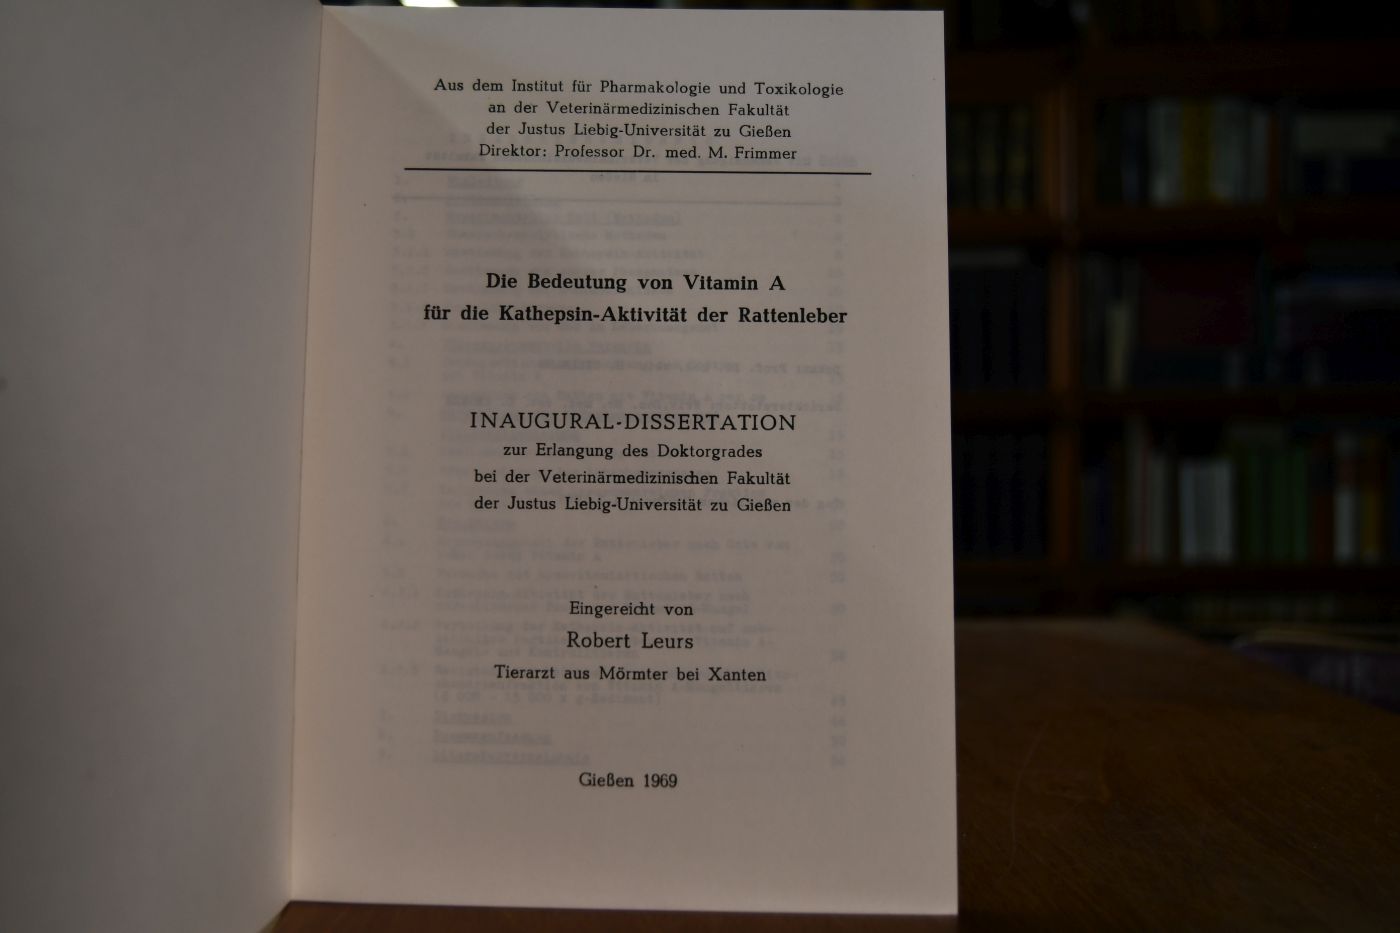 Aus dem Institut für Pharmakologie und Toxikologie
an der Veterinärmedizinischen Fakultät
der Justus Liebig-Universität zu Gießen
Direktor: Professor Dr. med. M. Frimmer
Die Bedeutung von Vitamin A
für die Kathepsin-Aktivität der Rattenleber
INAUGURAL-DISSERTATION
zur Erlangung des Doktorgrades
bei der Veterinärmedizinischen Fakultät
der Justus Liebig-Universität zu Gießen
Eingereicht von
Robert Leurs
Tierarzt aus Mörmter bei Xanten
Gießen 1969